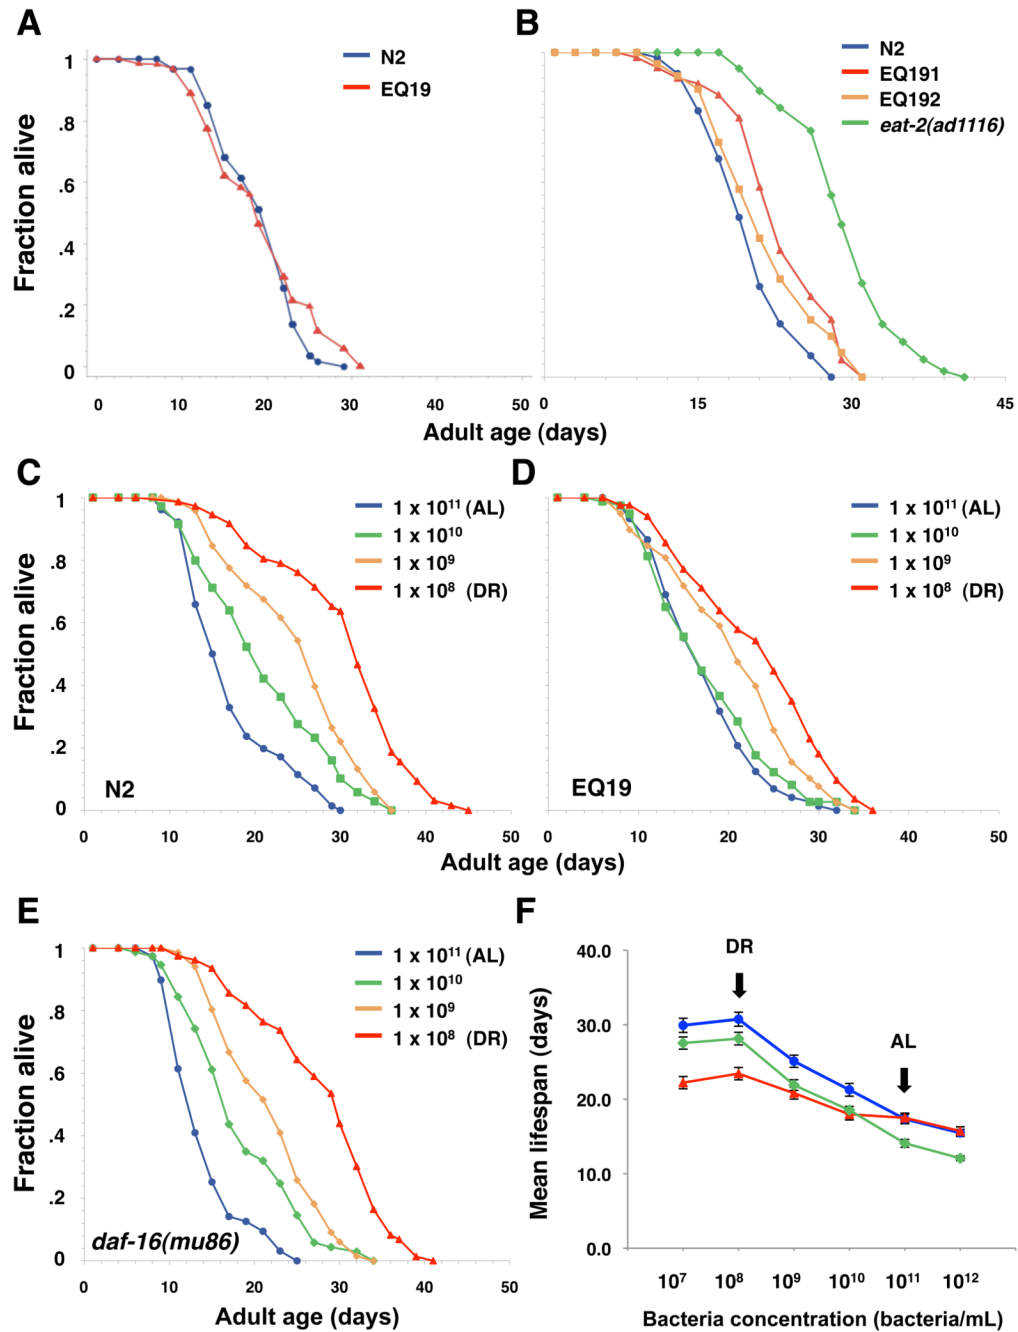 A
B
N2
EQ19
N2
EQ191
EQ192
eat-2(ad1116)
Fraction alive
1
.8
.6
.4
.2
0
0 10 20 30 40 50
0 15 30 45
Adult age (days)
C
D
1 x 10¹¹ (AL)
1 x 10¹⁰
1 x 10⁹
1 x 10⁸ (DR)
1 x 10¹¹ (AL)
1 x 10¹⁰
1 x 10⁹
1 x 10⁸ (DR)
Fraction alive
1
.8
.6
.4
.2
0
N2
EQ19
0 10 20 30 40 50
0 10 20 30 40 50
Adult age (days)
E
F
1 x 10¹¹ (AL)
1 x 10¹⁰
1 x 10⁹
1 x 10⁸ (DR)
Fraction alive
1
.8
.6
.4
.2
0
daf-16(mu86)
0 10 20 30 40 50
Adult age (days)
DR
AL
Mean lifespan (days)
40.0
30.0
20.0
10.0
0.0
10⁷ 10⁸ 10⁹ 10¹⁰ 10¹¹ 10¹²
Bacteria concentration (bacteria/mL)